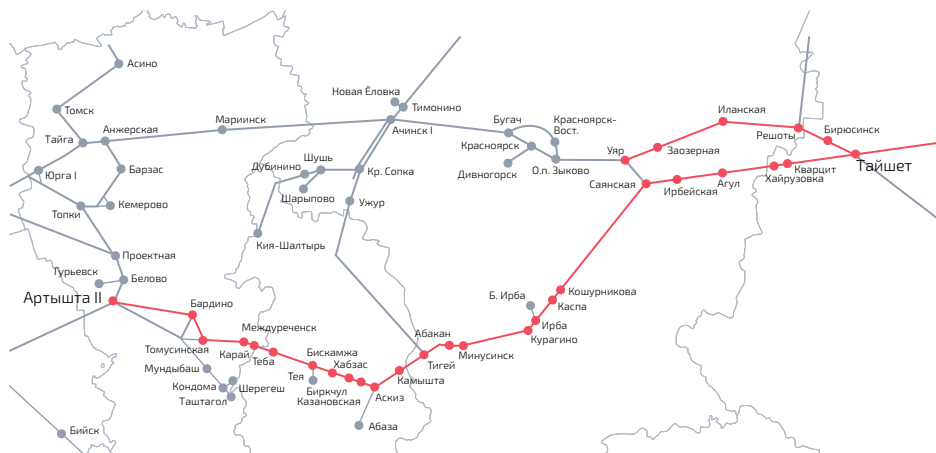 Асино
Томск
Тайга
Анжерская
Мариинск
Новая Ёловка
Тимонино
Ачинск I
Бугач
Красноярск-
Вост.
Красноярск
Дивногорск
О.п. Зыково
Уяр
Заозерная
Иланская
Решоты
Бирюсинск
Тайшет
Саянская
Ирбейская
Агул
Хайрузовка
Кварцит
Юрга I
Барзас
Топки
Кемерово
Дубинино
Шушь
Шарыпово
Кр. Сопка
Ужур
Кия-Шалтырь
Проектная
Гурьевск
Белово
Артышта II
Бардино
Томусинская
Междуреченск
Карай
Теба
Мундыбаш
Кондома
Шерегеш
Таштагол
Бискамжа
Хабзас
Тея
Бирkчул
Казановская
Аскиз
Камышта
Абаза
Абакан
Тигей
Минусинск
Б. Ирба
Ирба
Курагино
Каспа
Кошурникова
Бийск